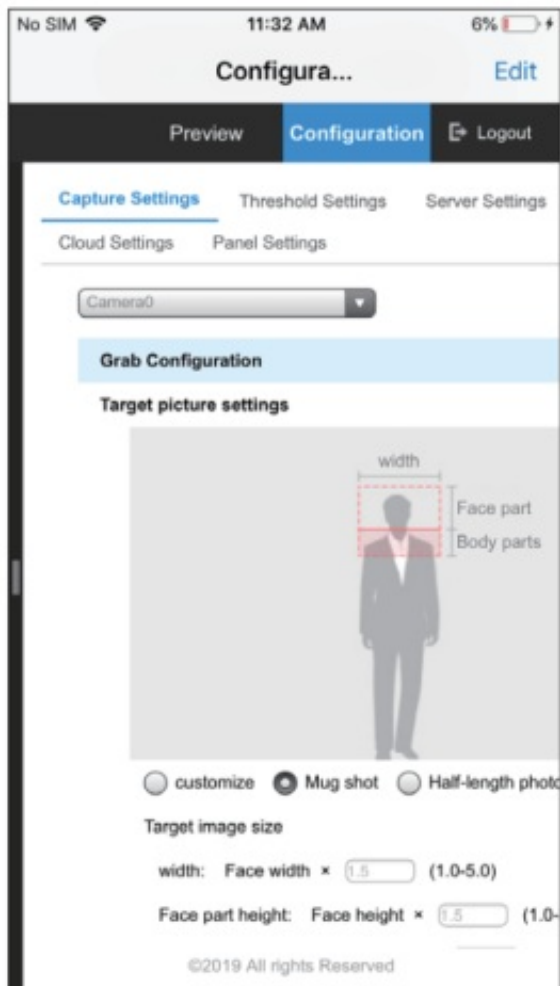 No SIM 11:32 AM 6%
Configura... Edit
Preview Configuration Logout
Capture Settings Threshold Settings Server Settings
Cloud Settings Panel Settings
Camera0
Grab Configuration
Target picture settings
width
Face part
Body parts
customize Mug shot Half-length photo
Target image size
width: Face width × 1.5 (1.0-5.0)
Face part height: Face height × 1.5 (1.0-
©2019 All rights Reserved